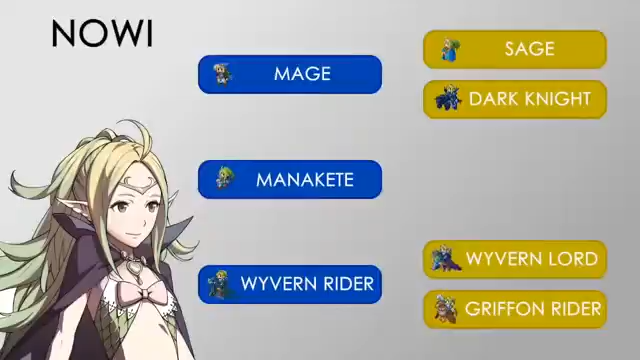 NOWI
MAGE
SAGE
DARK KNIGHT
MANAKETE
WYVERN RIDER
WYVERN LORD
GRIFFON RIDER